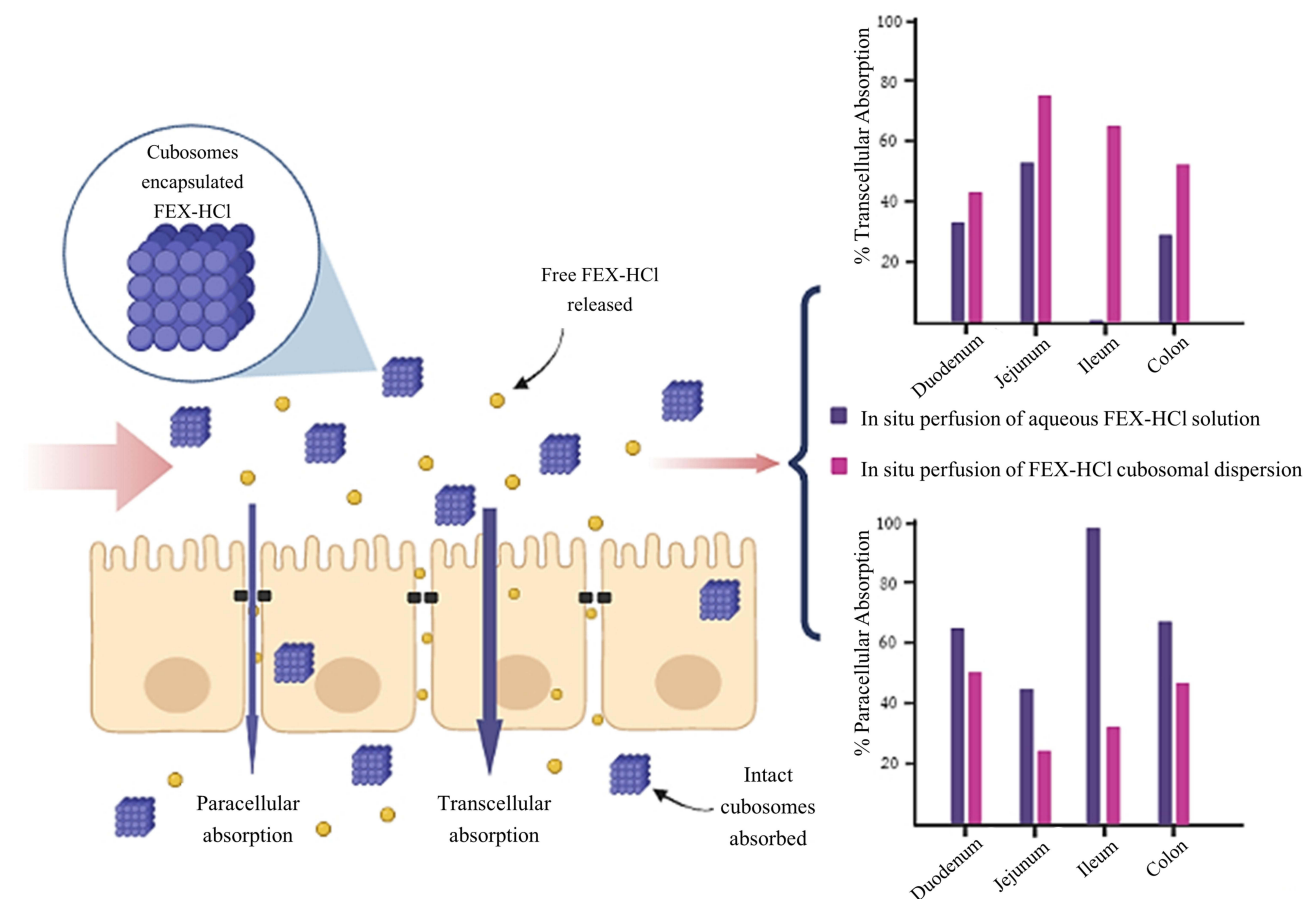 Cubosomes
encapsulated
FEX-HCl
Free FEX-HCl
released
Paracellular
absorption
Transcellular
absorption
Intact
cubosomes
absorbed
% Transcellular Absorption
100
80
60
40
20
Duodenum
Jejunum
Ileum
Colon
In situ perfusion of aqueous FEX-HCl solution
In situ perfusion of FEX-HCl cubosomal dispersion
% Paracellular Absorption
100
80
60
40
20
Duodenum
Jejunum
Ileum
Colon